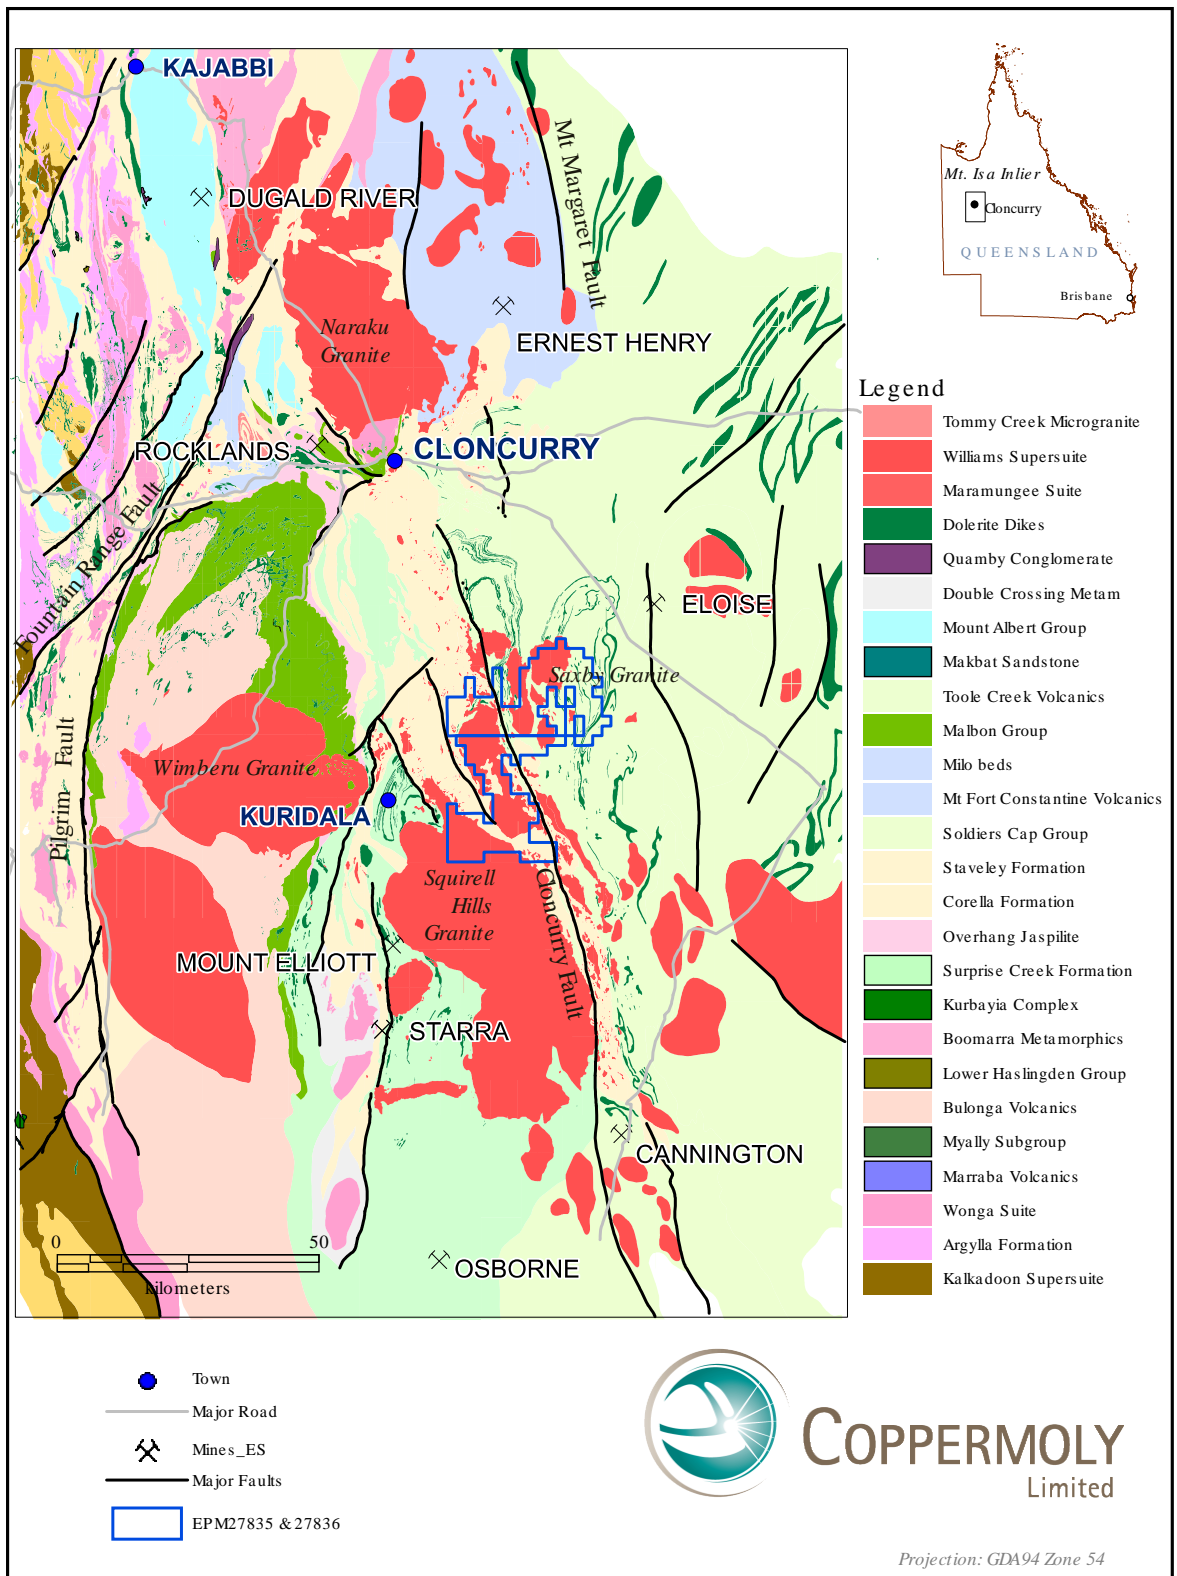 KAJABBI
Mt Margaret Fault
DUGALD RIVER
Naraku
Granite
ERNEST HENRY
ROCKLANDS
CLONCURRY
Fountain Range Fault
ELOISE
Saxby Granite
Pilgrim Fault
Wimberu Granite
KURIDALA
Squirell
Hills
Granite
Cloncurry Fault
MOUNT ELLIOTT
STARRA
CANNINGTON
OSBORNE
0 50
kilometers
Mt. Isa Inlier
Cloncurry
QUEENSLAND
Brisbane
Legend
Tommy Creek Microgranite
Williams Supersuite
Maramungee Suite
Dolerite Dikes
Quamby Conglomerate
Double Crossing Metam
Mount Albert Group
Makbat Sandstone
Toole Creek Volcanics
Malbon Group
Milo beds
Mt Fort Constantine Volcanics
Soldiers Cap Group
Staveley Formation
Corella Formation
Overhang Jaspilite
Surprise Creek Formation
Kurbayia Complex
Boomarra Metamorphics
Lower Haslingden Group
Bulonga Volcanics
Myally Subgroup
Marraba Volcanics
Wonga Suite
Argylla Formation
Kalkadoon Supersuite
Town
Major Road
Mines_ES
Major Faults
EPM27835 & 27836
COPPERMOLY
Limited
Projection: GDA94 Zone 54